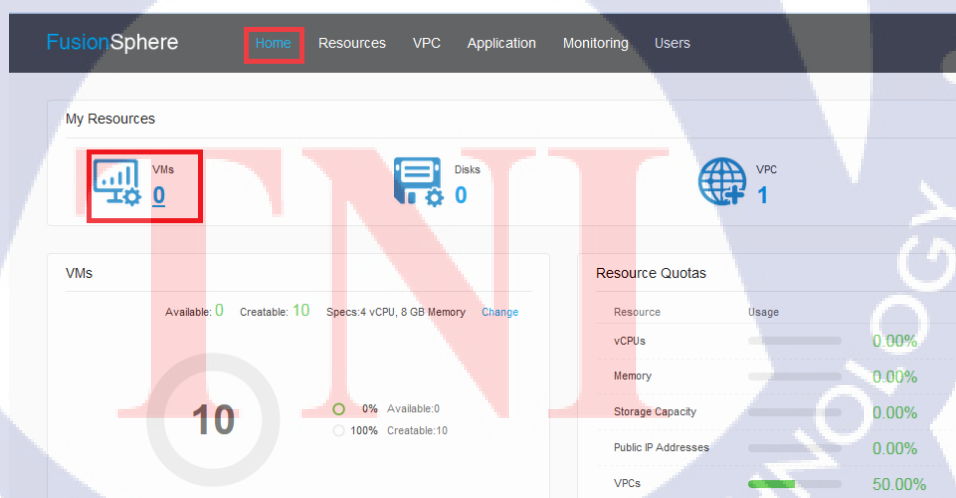 FusionSphere Home Resources VPC Application Monitoring Users
My Resources
VMs
0
Disks
0
VPC
1
VMs
Available: 0 Creatable: 10 Specs:4 vCPU, 8 GB Memory Change
10
0% Available:0
100% Creatable:10
Resource Quotas
Resource Usage
vCPUs 0.00%
Memory 0.00%
Storage Capacity 0.00%
Public IP Addresses 0.00%
VPCs 50.00%
TNI
NOLOGY